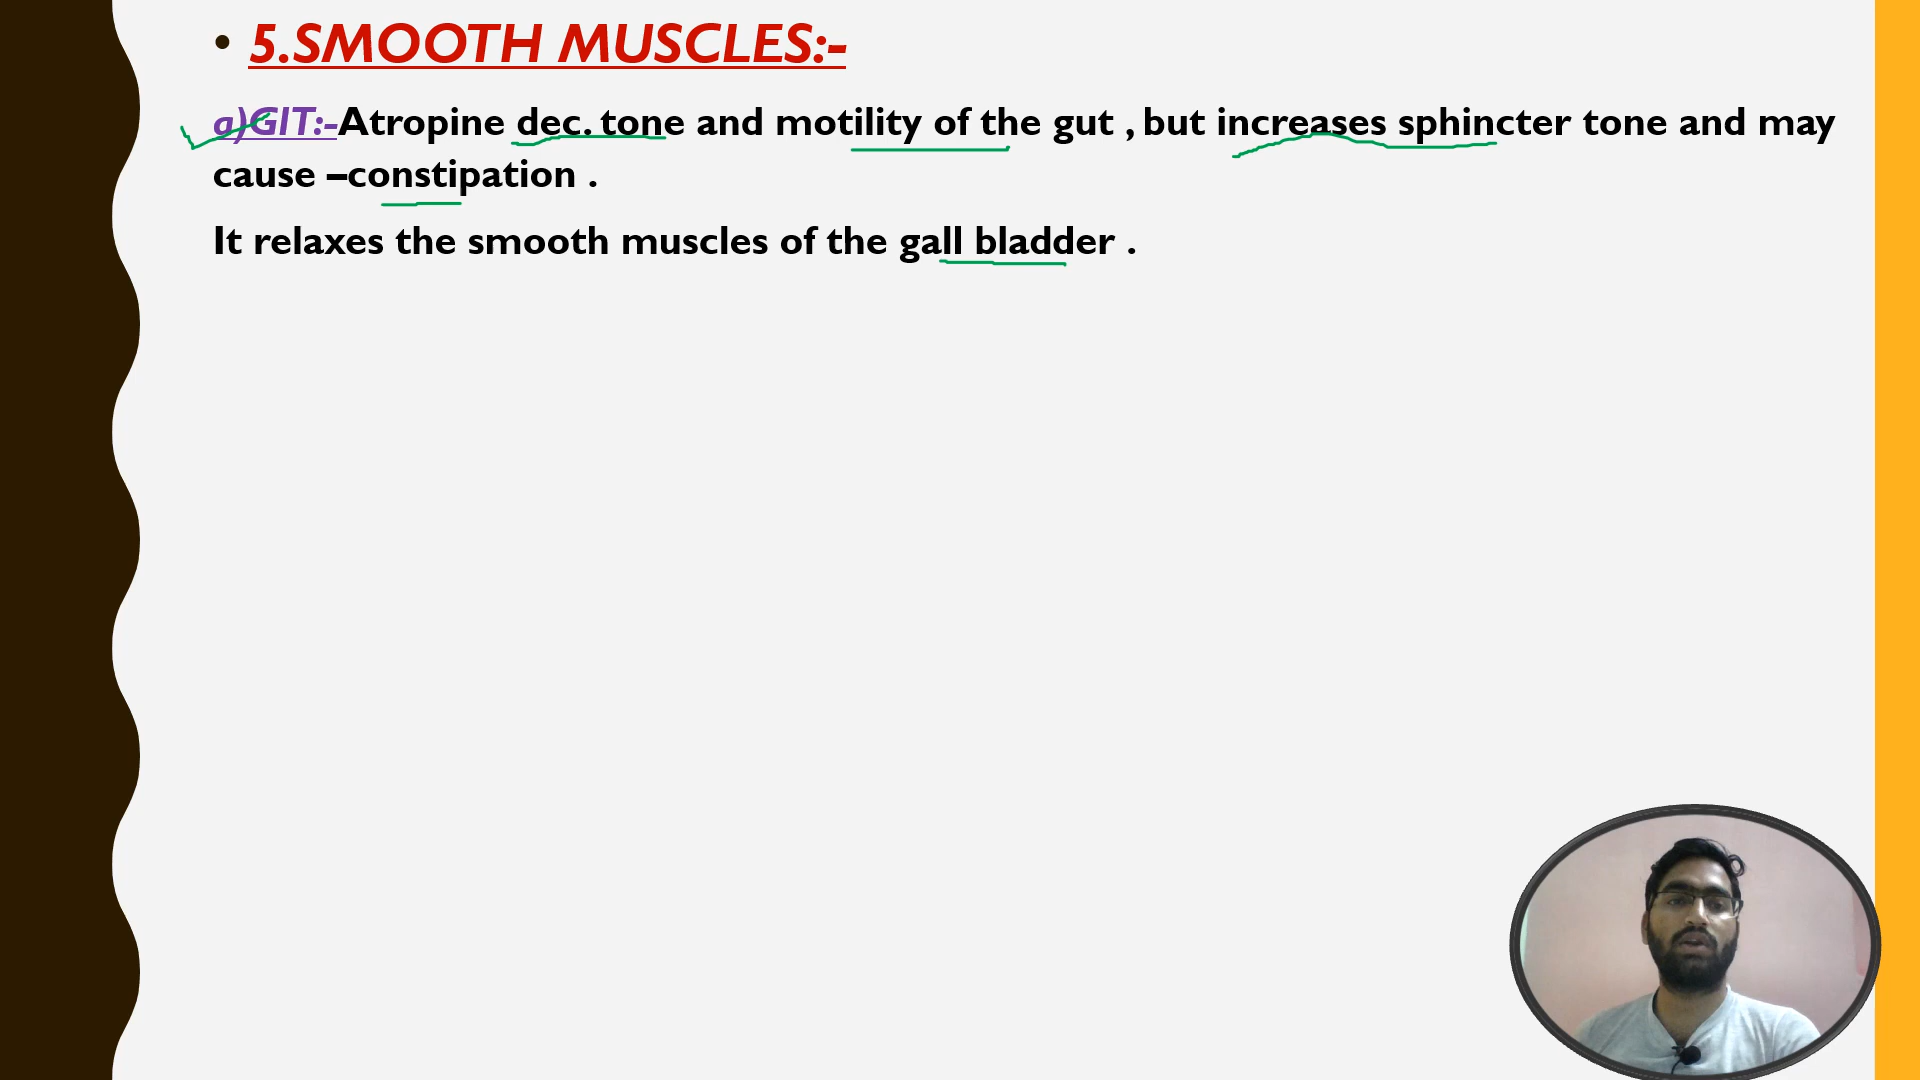 • 5.SMOOTH MUSCLES:-
a)GIT:-Atropine dec. tone and motility of the gut , but increases sphincter tone and may
cause –constipation .
It relaxes the smooth muscles of the gall bladder .